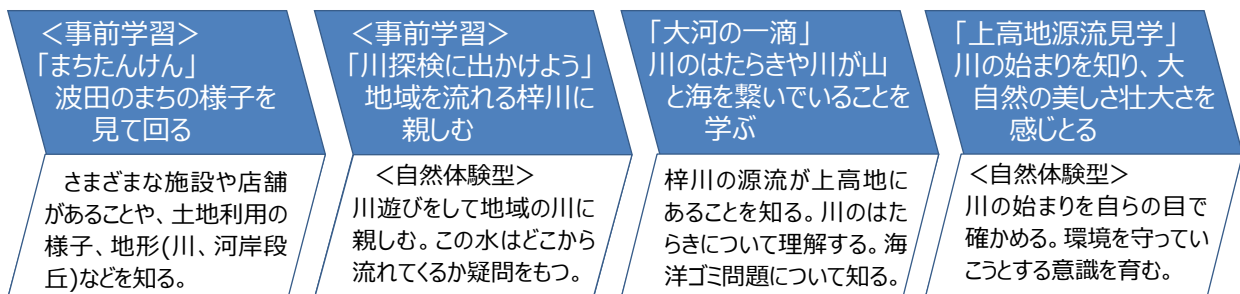 ＜事前学習＞
「まちたんけん」
波田のまちの様子を
見て回る
さまざまな施設や店舗
があることや、土地利用の
様子、地形(川、河岸段
丘)などを知る。
＜事前学習＞
「川探検に出かけよう」
地域を流れる梓川に
親しむ
＜自然体験型＞
川遊びをして地域の川に
親しむ。この水はどこから
流れてくるか疑問をもつ。
「大河の一滴」
川のはたらきや川が山
と海を繋いでいることを
学ぶ
梓川の源流が上高地に
あることを知る。川のはた
らきについて理解する。海
洋ゴミ問題について知る。
「上高地源流見学」
川の始まりを知り、大
自然の美しさ壮大さを
感じとる
＜自然体験型＞
川の始まりを自らの目で
確かめる。環境を守ってい
こうとする意識を育む。